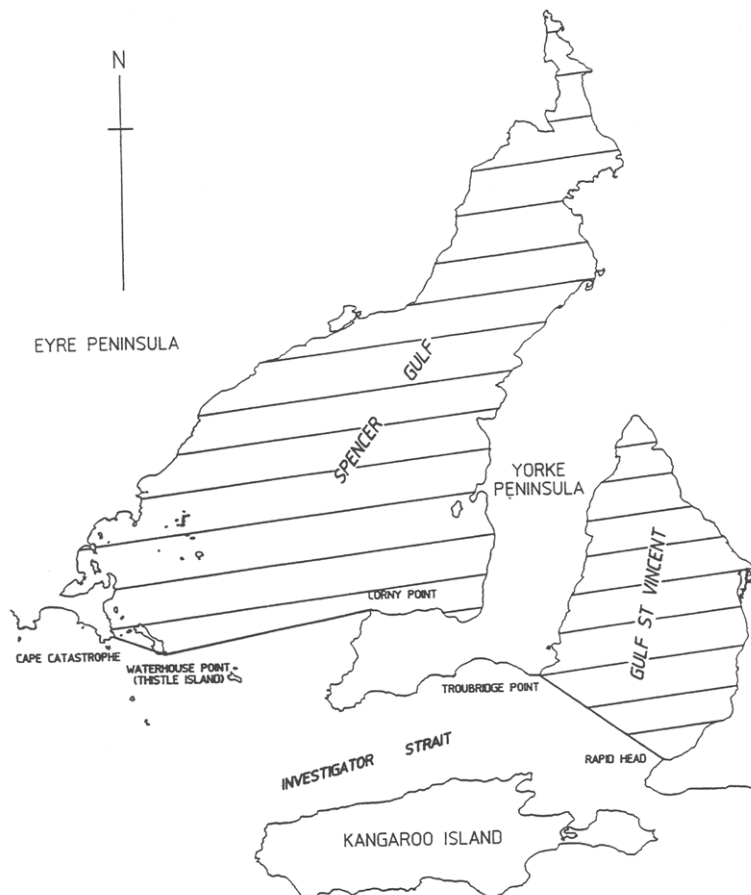 N
EYRE PENINSULA
SPENCER GULF
YORKE
PENINSULA
GULF ST VINCENT
CORNY POINT
CAPE CATASTROPHE
WATERHOUSE POINT
(THISTLE ISLAND)
TROUBRIDGE POINT
RAPID HEAD
INVESTIGATOR STRAIT
KANGAROO ISLAND